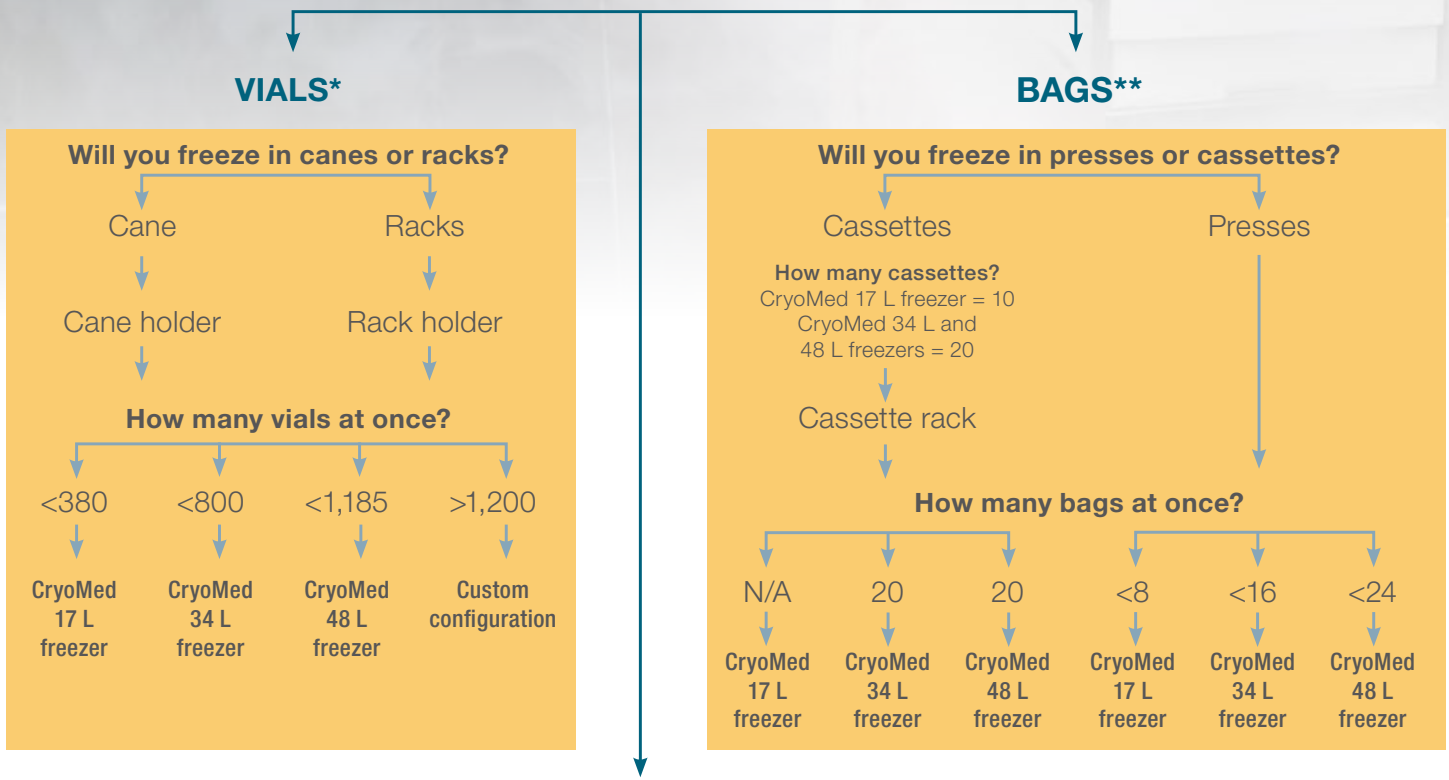 VIALS*
Will you freeze in canes or racks?
Cane
Racks
Cane holder
Rack holder
How many vials at once?
<380
<800
<1,185
>1,200
CryoMed
17 L
freezer
CryoMed
34 L
freezer
CryoMed
48 L
freezer
Custom
configuration
BAGS**
Will you freeze in presses or cassettes?
Cassettes
Presses
How many cassettes?
CryoMed 17 L freezer = 10
CryoMed 34 L and
48 L freezers = 20
Cassette rack
How many bags at once?
N/A
20
20
<8
<16
<24
CryoMed
17 L
freezer
CryoMed
34 L
freezer
CryoMed
48 L
freezer
CryoMed
17 L
freezer
CryoMed
34 L
freezer
CryoMed
48 L
freezer